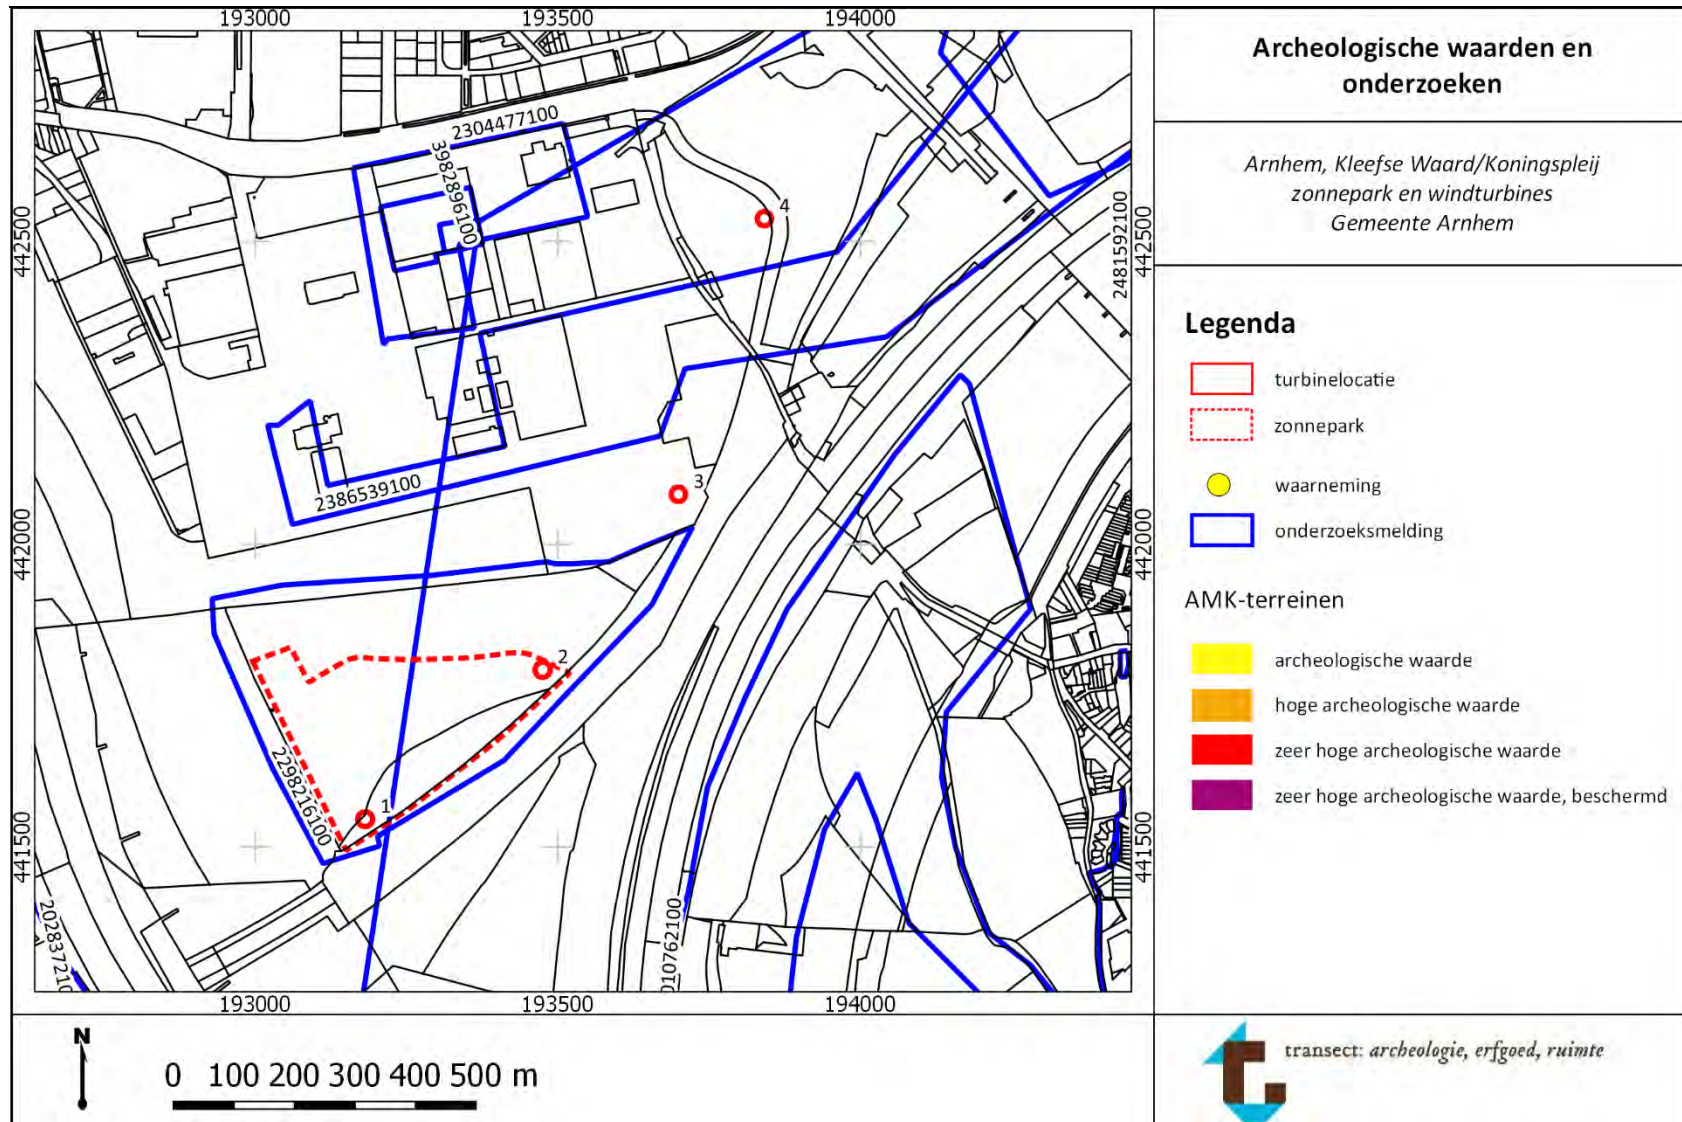 193000 193500 194000
442500
442000
441500
442500
442000
441500
2304477100
3982896100
4
2481592100
2386539100
3
2
1
2298216100
202837210
010762100
193000 193500 194000
N
0 100 200 300 400 500 m
Archeologische waarden en
onderzoeken
Arnhem, Kleefse Waard/Koningspleij
zonnepark en windturbines
Gemeente Arnhem
Legenda
turbinelocatie
zonnepark
waarneming
onderzoeksmelding
AMK-terreinen
archeologische waarde
hoge archeologische waarde
zeer hoge archeologische waarde
zeer hoge archeologische waarde, beschermd
transect: archeologie, erfgoed, ruimte